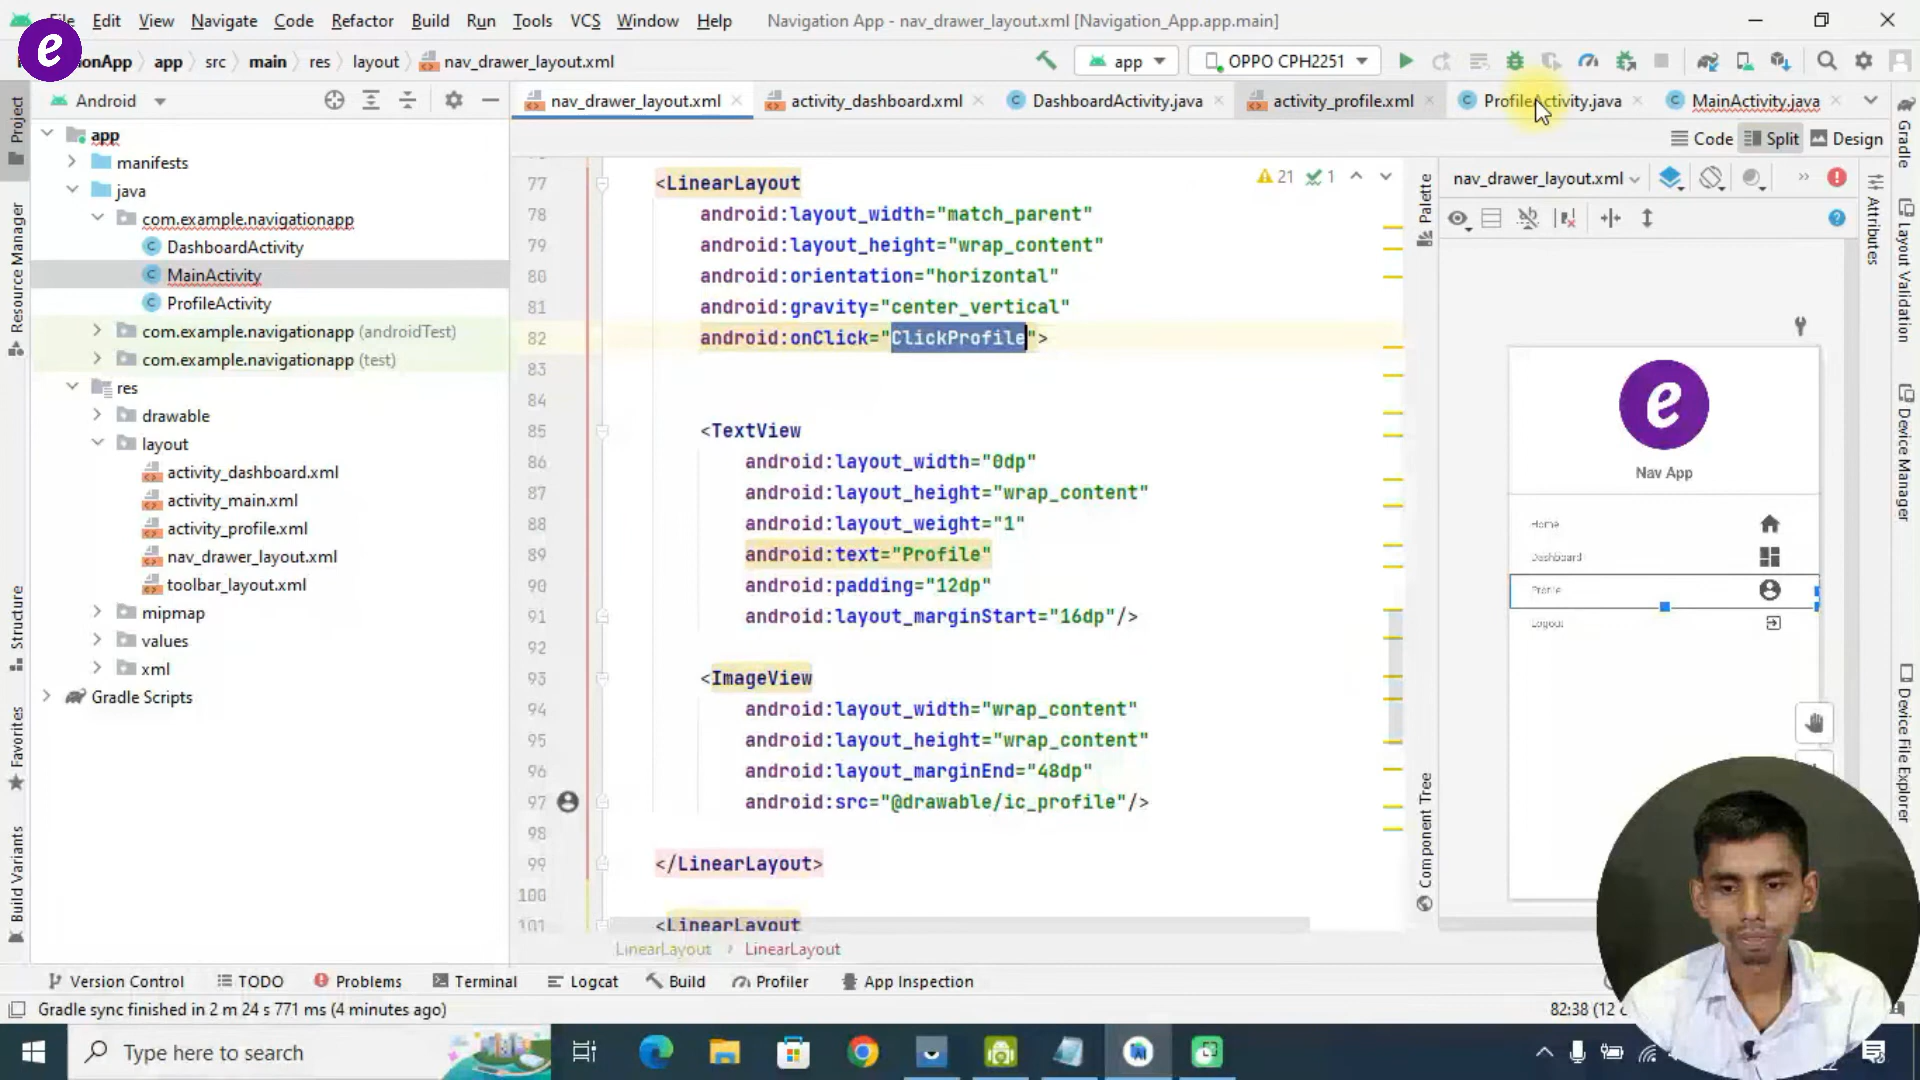 File Edit View Navigate Code Refactor Build Run Tools VCS Window Help Navigation App - nav_drawer_layout.xml [Navigation_App.app.main]
e
onApp app src main res layout nav_drawer_layout.xml app OPPO CPH2251
Android
nav_drawer_layout.xml activity_dashboard.xml DashboardActivity.java activity_profile.xml ProfileActivity.java MainActivity.java
Code Split Design
Project
Resource Manager
Structure
Favorites
Build Variants
app
manifests
java
com.example.navigationapp
DashboardActivity
MainActivity
ProfileActivity
com.example.navigationapp (androidTest)
com.example.navigationapp (test)
res
drawable
layout
activity_dashboard.xml
activity_main.xml
activity_profile.xml
nav_drawer_layout.xml
toolbar_layout.xml
mipmap
values
xml
Gradle Scripts
21 1
77 <LinearLayout
78 android:layout_width="match_parent"
79 android:layout_height="wrap_content"
80 android:orientation="horizontal"
81 android:gravity="center_vertical"
82 android:onClick="ClickProfile">
83
84
85 <TextView
86 android:layout_width="0dp"
87 android:layout_height="wrap_content"
88 android:layout_weight="1"
89 android:text="Profile"
90 android:padding="12dp"
91 android:layout_marginStart="16dp"/>
92
93 <ImageView
94 android:layout_width="wrap_content"
95 android:layout_height="wrap_content"
96 android:layout_marginEnd="48dp"
97 android:src="@drawable/ic_profile"/>
98
99 </LinearLayout>
100
101 <LinearLayout
LinearLayout LinearLayout
Palette
Component Tree
nav_drawer_layout.xml
e
Nav App
Home
Dashboard
Profile
Logout
Attributes
Gradle
Layout Validation
Device Manager
Device File Explorer
Version Control TODO Problems Terminal Logcat Build Profiler App Inspection
Gradle sync finished in 2 m 24 s 771 ms (4 minutes ago) 82:38 (12
Type here to search